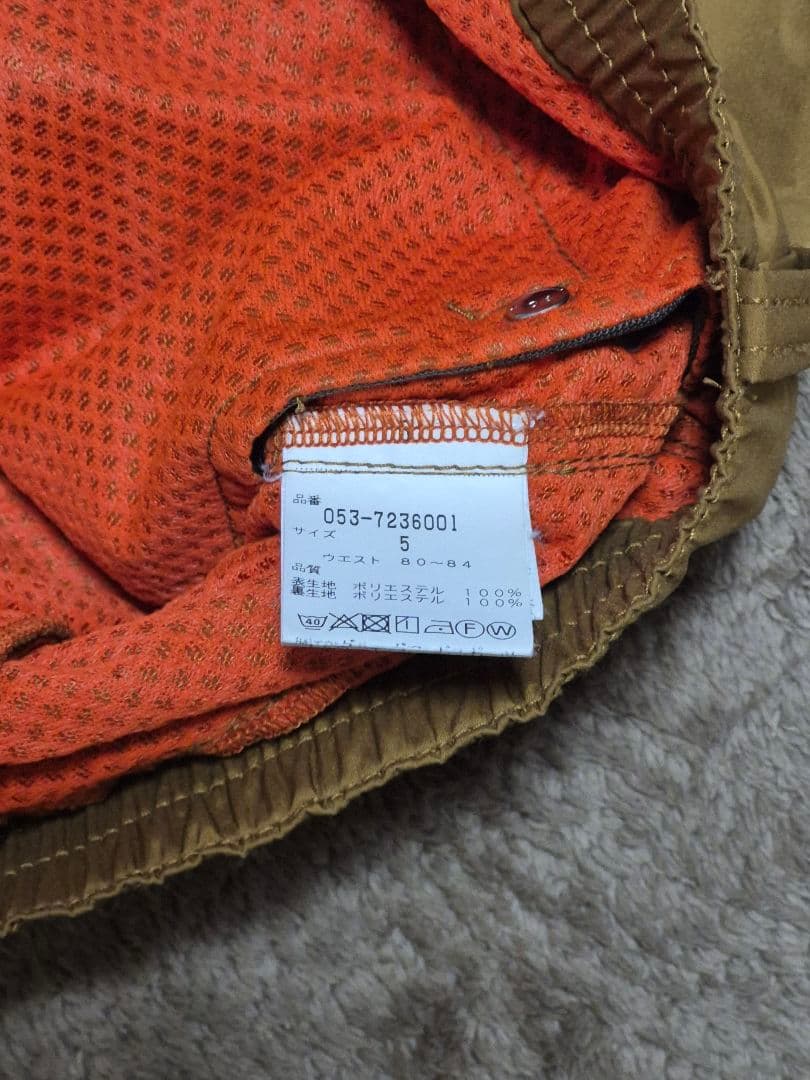 品番
053-7236001
サイズ
5
ウエスト 80~84
品質
表生地 ポリエステル 100%
裏生地 ポリエステル 100%
40 F W